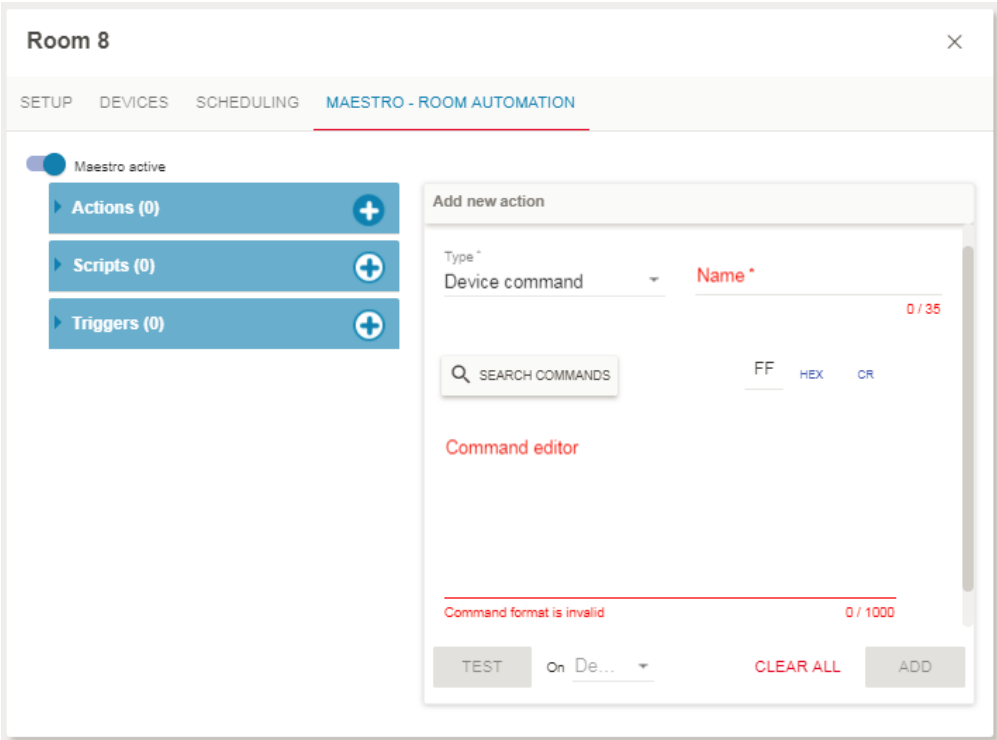 Room 8
SETUP DEVICES SCHEDULING MAESTRO - ROOM AUTOMATION
Maestro active
Actions (0)
Scripts (0)
Triggers (0)
Add new action
Type *
Device command
Name *
0 / 35
SEARCH COMMANDS
FF HEX CR
Command editor
Command format is invalid 0 / 1000
TEST On De... CLEAR ALL ADD